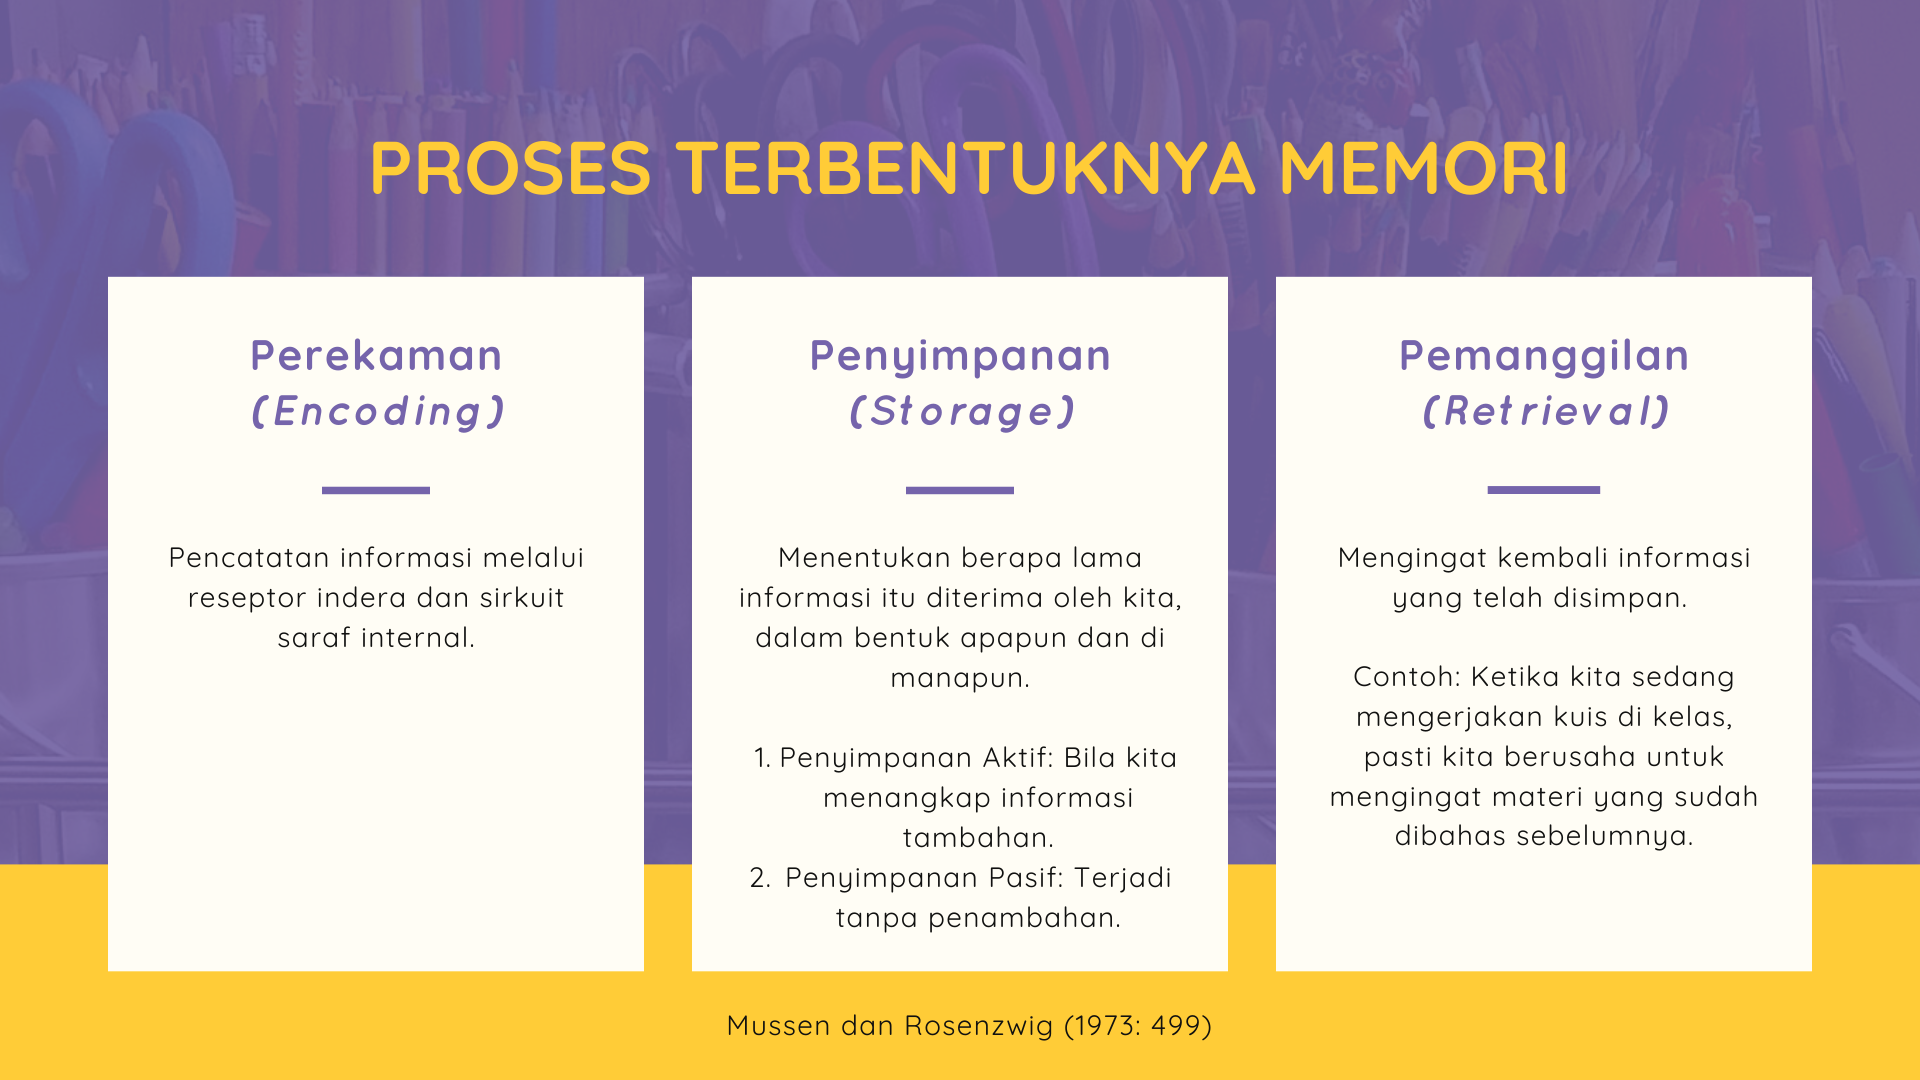 PROSES TERBENTUKNYA MEMORI
Perekaman
(Encoding)
Pencatatan informasi melalui
reseptor indera dan sirkuit
saraf internal.
Penyimpanan
(Storage)
Menentukan berapa lama
informasi itu diterima oleh kita,
dalam bentuk apapun dan di
manapun.
1. Penyimpanan Aktif: Bila kita
menangkap informasi
tambahan.
2. Penyimpanan Pasif: Terjadi
tanpa penambahan.
Pemanggilan
(Retrieval)
Mengingat kembali informasi
yang telah disimpan.
Contoh: Ketika kita sedang
mengerjakan kuis di kelas,
pasti kita berusaha untuk
mengingat materi yang sudah
dibahas sebelumnya.
Mussen dan Rosenzwig (1973: 499)